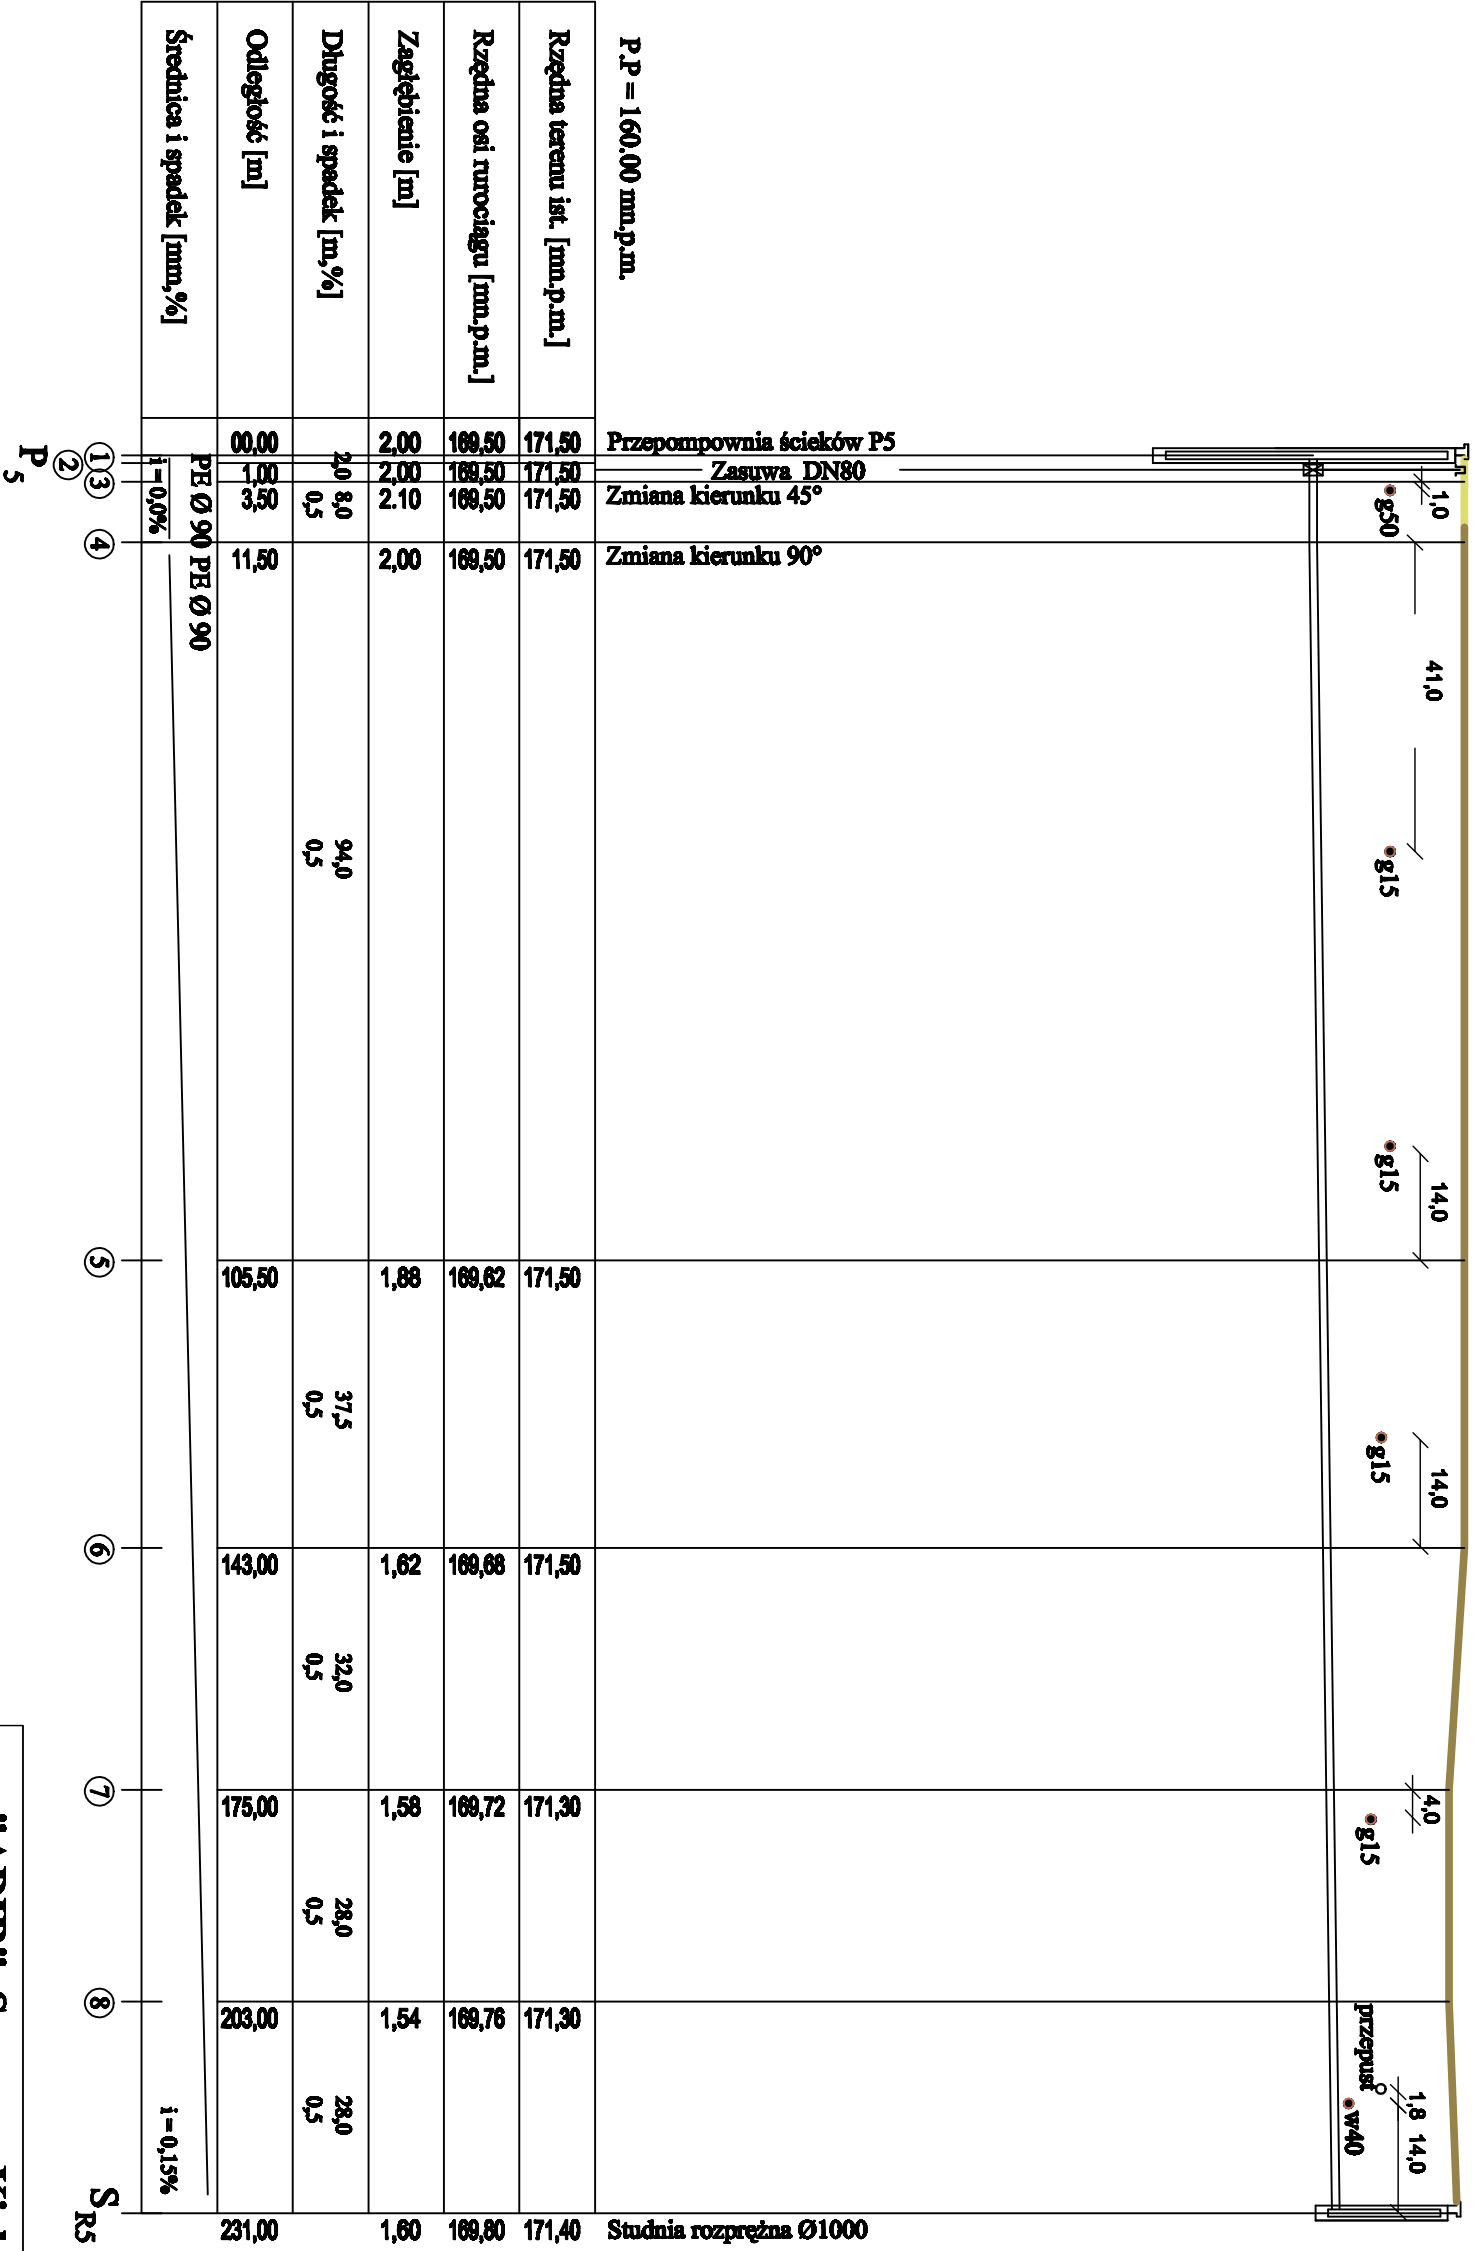 P.P = 160.00 mn.p.m.
Rzędna terenu ist. [mn.p.m.] 171,50 171,50 171,50 171,50 171,50 171,50 171,30 171,30 171,40
Rzędna osi rurociągu [mn.p.m.] 169,50 169,50 169,50 169,50 169,62 169,68 169,72 169,76 169,80
Zagłębienie [m] 2,00 2,00 2.10 2,00 1,88 1,62 1,58 1,54 1,60
Długość i spadek [m,%] 2,0 8,0 94,0 37,5 32,0 28,0 28,0
0,5 0,5 0,5 0,5 0,5 0,5
Odległość [m] 00,00 1,00 3,50 11,50 105,50 143,00 175,00 203,00 231,00
Średnica i spadek [mm,%] PE Ø 90 PE Ø 90
i = 0,0% i = 0,15%
1 2 3 4 5 6 7 8
P 5
S R5
Przepompownia ścieków P5
Zasuwa DN80
Zmiana kierunku 45°
Zmiana kierunku 90°
Studnia rozprężna Ø1000
1,0 41,0 14,0 14,0 4,0 1,8 14,0
g50 g15 g15 g15 g15 przepust w40